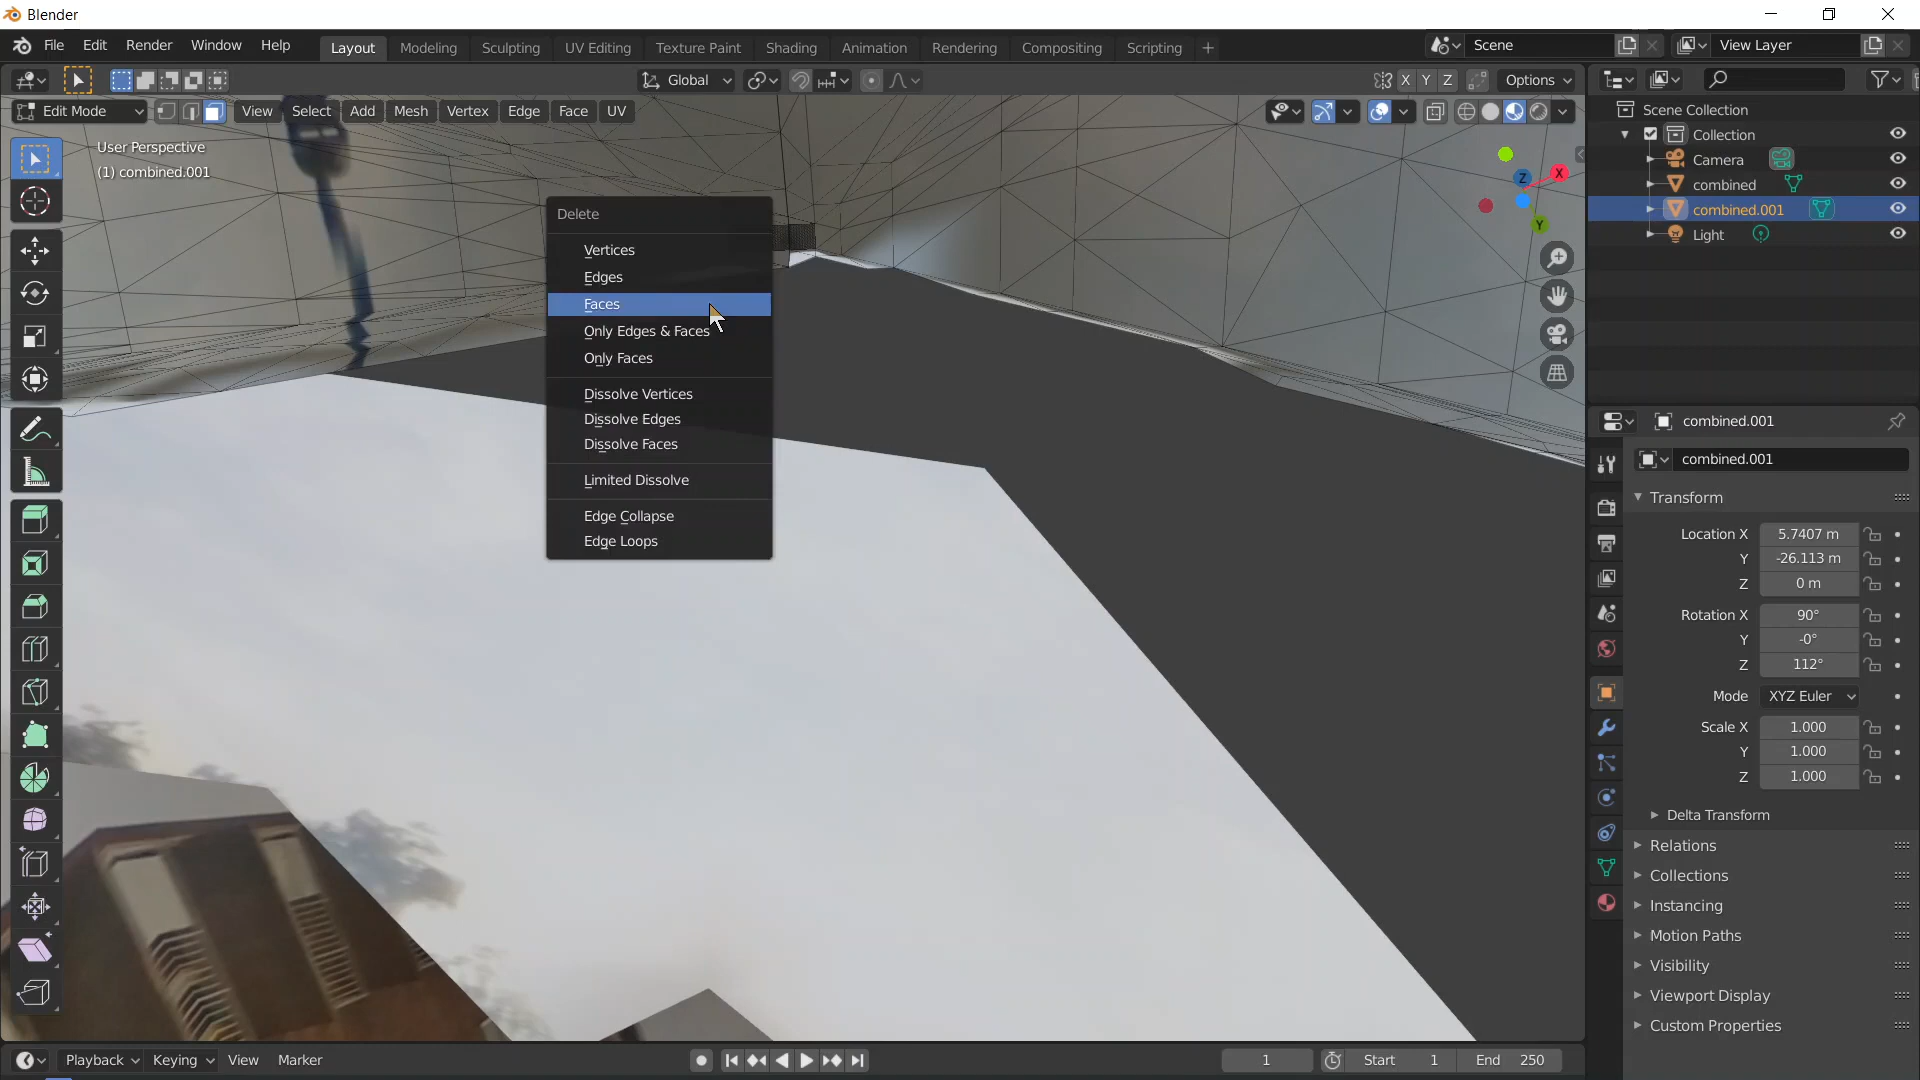 Blender
File Edit Render Window Help Layout Modeling Sculpting UV Editing Texture Paint Shading Animation Rendering Compositing Scripting + Scene View Layer
Global X Y Z Options
Edit Mode View Select Add Mesh Vertex Edge Face UV
User Perspective
(1) combined.001
X
Z
Y
Delete
Vertices
Edges
Faces
Only Edges & Faces
Only Faces
Dissolve Vertices
Dissolve Edges
Dissolve Faces
Limited Dissolve
Edge Collapse
Edge Loops
Scene Collection
Collection
Camera
combined
combined.001
Light
combined.001
combined.001
Transform
Location X 5.7407 m
Y -26.113 m
Z 0 m
Rotation X 90°
Y -0°
Z 112°
Mode XYZ Euler
Scale X 1.000
Y 1.000
Z 1.000
Delta Transform
Relations
Collections
Instancing
Motion Paths
Visibility
Viewport Display
Custom Properties
Playback Keying View Marker 1 Start 1 End 250